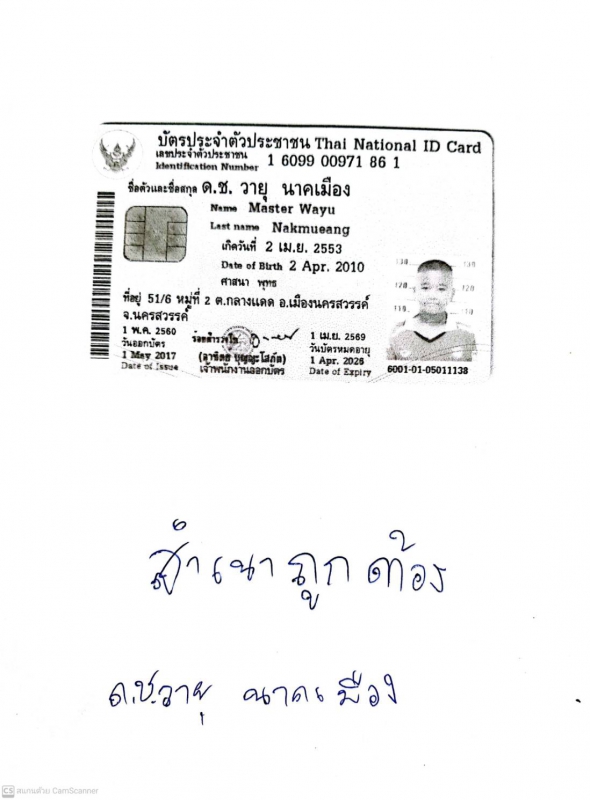 บัตรประจำตัวประชาชน Thai National ID Card
เลขประจำตัวประชาชน
Identification Number 1 6099 00971 86 1
ชื่อตัวและชื่อสกุล ด.ช. วายุ นาคเมือง
Name Master Wayu
Last name Nakmueang
เกิดวันที่ 2 เม.ย. 2553
Date of Birth 2 Apr. 2010
ศาสนา พุทธ
ที่อยู่ 51/6 หมู่ที่ 2 ต.กลางแดด อ.เมืองนครสวรรค์
จ.นครสวรรค์
1 พ.ค. 2560
วันออกบัตร
1 May 2017
Date of Issue
ร้อยตำรวจโท
เจ้าพนักงานออกบัตร
1 เม.ย. 2569
วันบัตรหมดอายุ
1 Apr. 2026
Date of Expiry
6001-01-05011138
สำเนาถูกต้อง
ด.ช.วายุ นาคเมือง
CS สแกนด้วย CamScanner